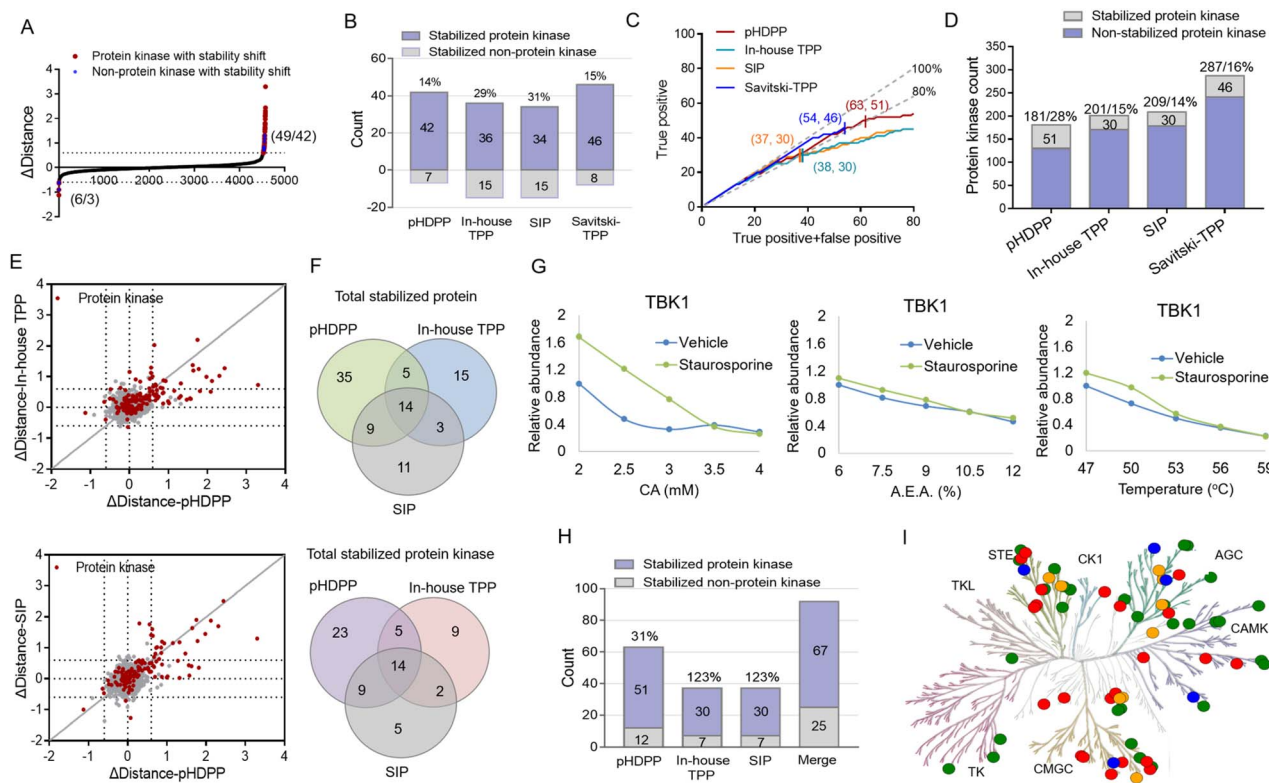 A
Protein kinase with stability shift
Non-protein kinase with stability shift
ΔDistance
4
3
2
1
0
-1
-2
(49/42)
(6/3)
1000
3000
5000
B
Stabilized protein kinase
Stabilized non-protein kinase
Count
60
40
20
0
-20
14%
29%
31%
15%
42
36
34
46
7
15
15
8
pHDPP
In-house TPP
SIP
Savitski-TPP
C
pHDPP
In-house TPP
SIP
Savitski-TPP
True positive
100
80
60
40
20
0
100%
80%
(63, 51)
(54, 46)
(37, 30)
(38, 30)
0
20
40
60
80
True positive+false positive
D
Stabilized protein kinase
Non-stabilized protein kinase
Protein kinase count
350
300
250
200
150
100
50
0
181/28%
201/15%
209/14%
287/16%
51
30
30
46
pHDPP
In-house TPP
SIP
Savitski-TPP
E
Protein kinase
ΔDistance-In-house TPP
4
3
2
1
0
-1
-2
-2
-1
0
1
2
3
4
ΔDistance-pHDPP
Protein kinase
ΔDistance-SIP
4
3
2
1
0
-1
-2
-2
-1
0
1
2
3
4
ΔDistance-pHDPP
F
Total stabilized protein
pHDPP
In-house TPP
35
5
15
14
9
3
11
SIP
Total stabilized protein kinase
pHDPP
In-house TPP
23
5
9
14
9
2
5
SIP
G
TBK1
Vehicle
Staurosporine
Relative abundance
2
1.6
1.2
0.8
0.4
0
2
2.5
3
3.5
4
CA (mM)
TBK1
Vehicle
Staurosporine
Relative abundance
2
1.6
1.2
0.8
0.4
0
6
7.5
9
10.5
12
A.E.A. (%)
TBK1
Vehicle
Staurosporine
Relative abundance
2
1.6
1.2
0.8
0.4
0
47
50
53
56
59
Temperature (°C)
H
Stabilized protein kinase
Stabilized non-protein kinase
Count
100
80
60
40
20
0
31%
123%
123%
51
30
30
67
12
7
7
25
pHDPP
In-house TPP
SIP
Merge
I
STE
CK1
AGC
TKL
CAMK
TK
CMGC